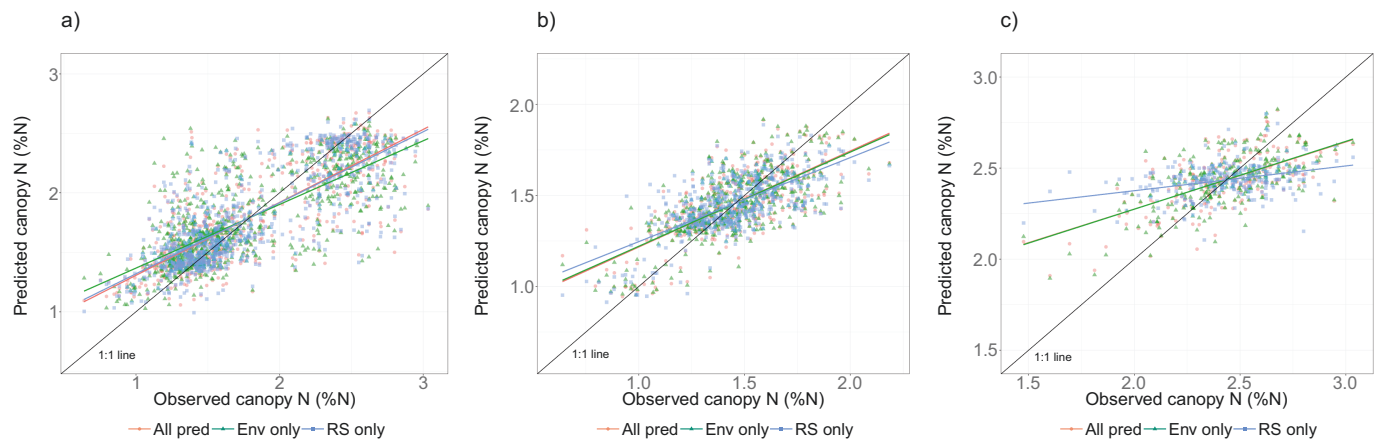 a)
Predicted canopy N (%N)
3
2
1
1:1 line
1 2 3
Observed canopy N (%N)
All pred Env only RS only
b)
Predicted canopy N (%N)
2.0
1.5
1.0
1:1 line
1.0 1.5 2.0
Observed canopy N (%N)
All pred Env only RS only
c)
Predicted canopy N (%N)
3.0
2.5
2.0
1.5
1:1 line
1.5 2.0 2.5 3.0
Observed canopy N (%N)
All pred Env only RS only